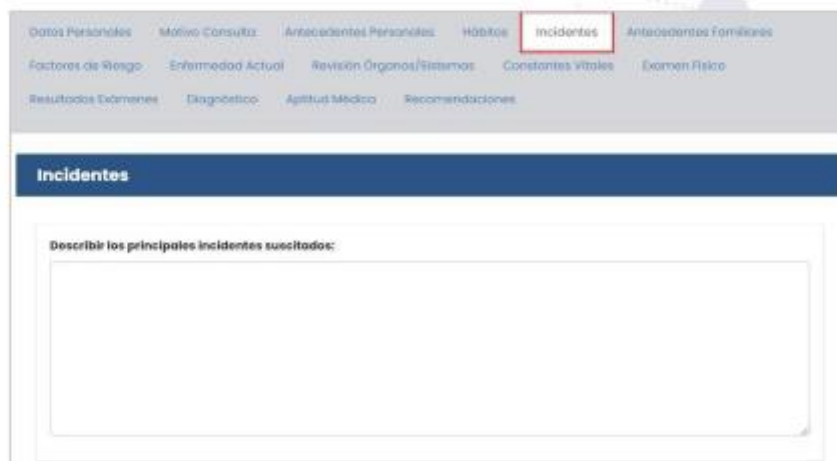 Datos Personales Motivo Consulta Antecedentes Personales Hábitos Incidentes Antecedentes Familiares
Factores de Riesgo Enfermedad Actual Revisión Órganos/Sistemas Constantes Vitales Examen Físico
Resultados Exámenes Diagnóstico Aptitud Médica Recomendaciones
Incidentes
Describir los principales incidentes suscitados: